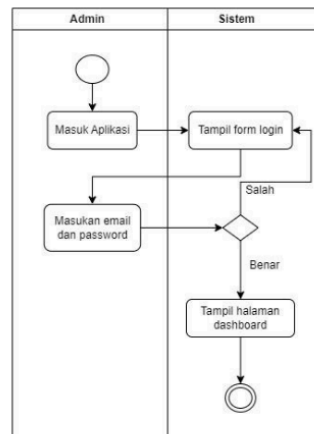 Admin
Sistem
Masuk Aplikasi
Tampil form login
Salah
Masukan email
dan password
Benar
Tampil halaman
dashboard